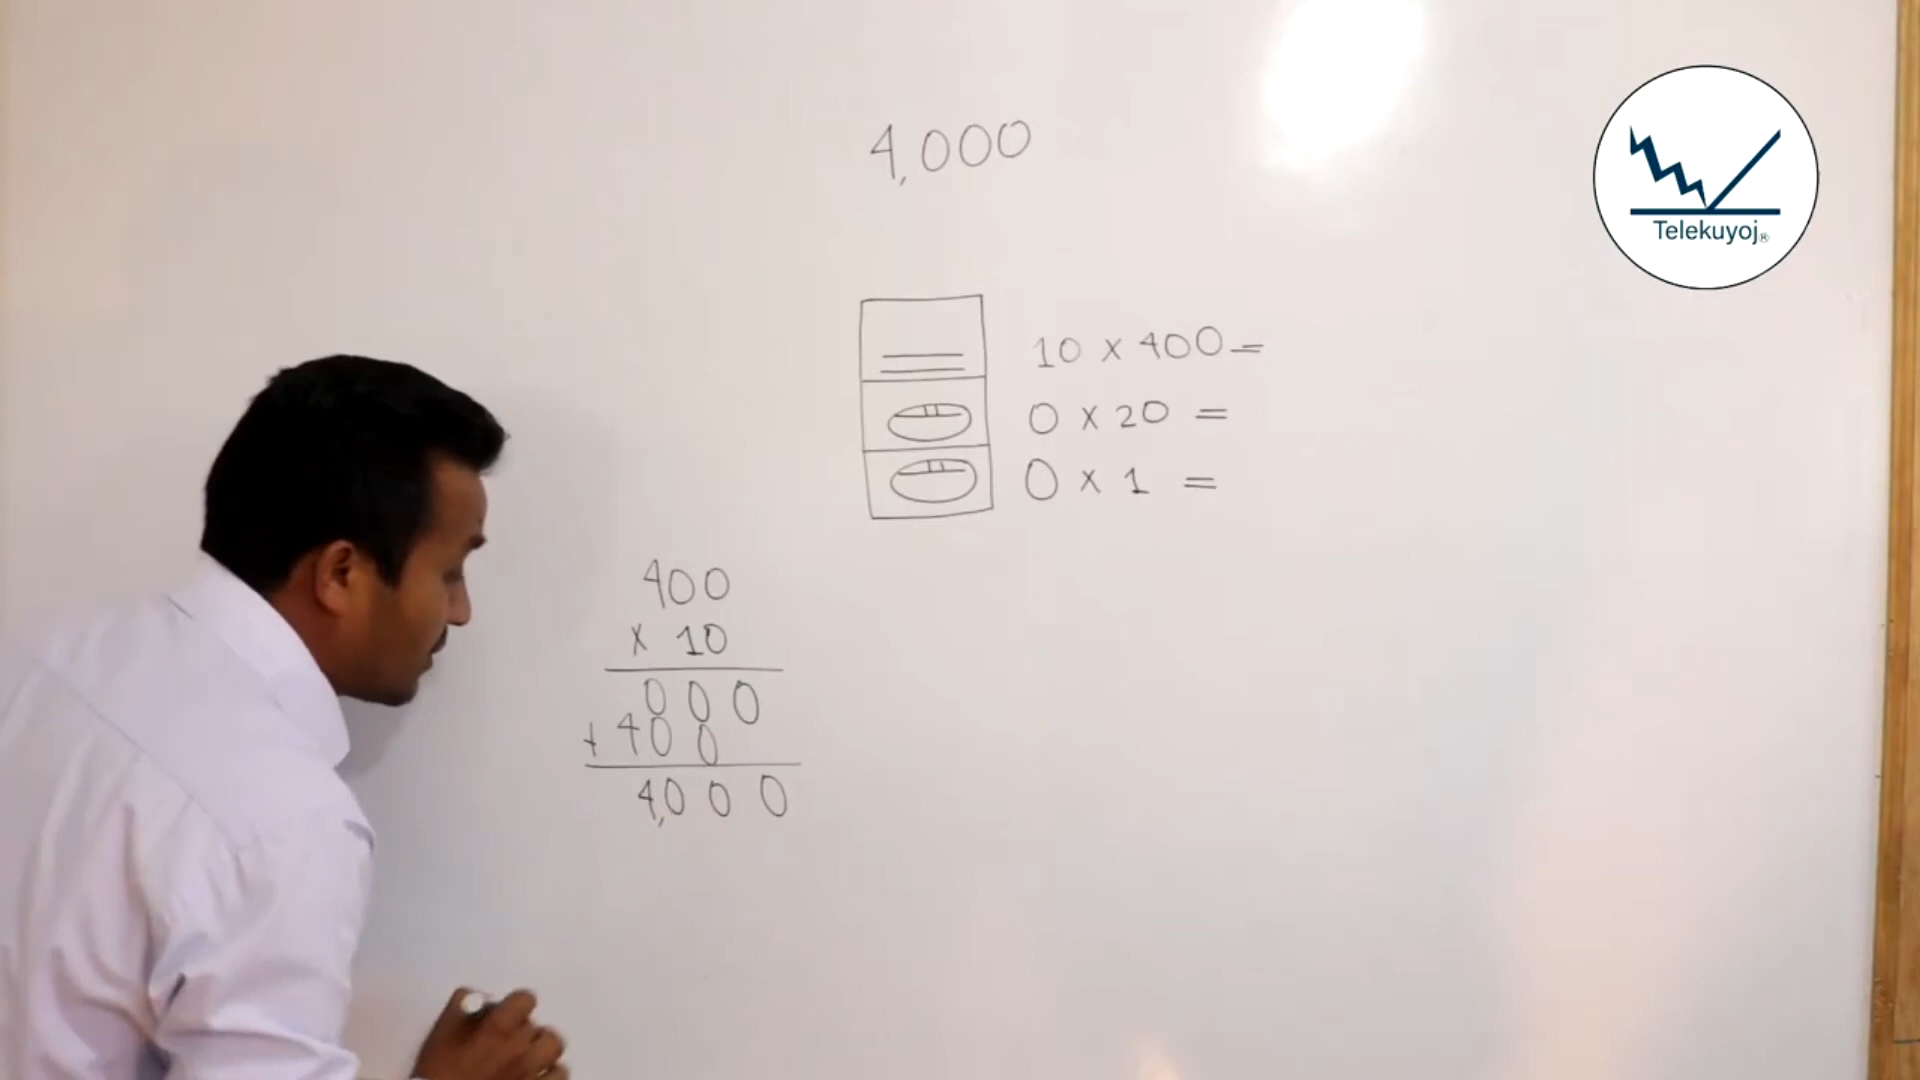 4,000
10 x 400=
0 x 20 =
0 x 1 =
400
x 10
000
+ 400
4,000
Telekuyoj®